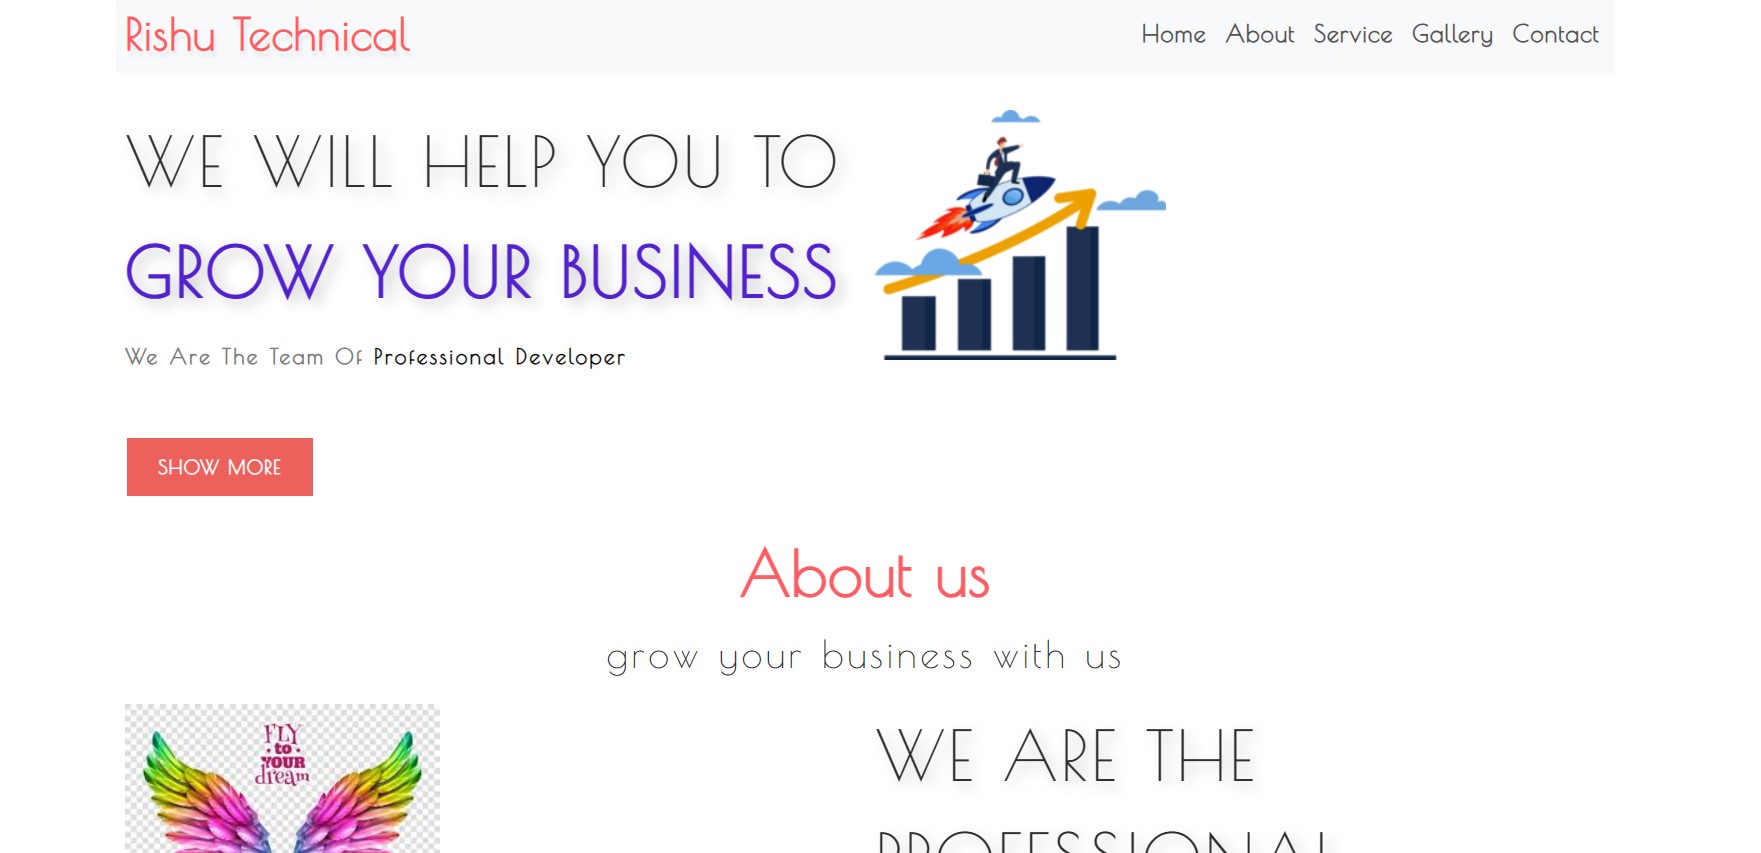 Rishu Technical
Home About Service Gallery Contact
WE WILL HELP YOU TO
GROW YOUR BUSINESS
We Are The Team Of Professional Developer
SHOW MORE
About us
grow your business with us
FLY
to
YOUR
dream
WE ARE THE
PROFESSIONAL